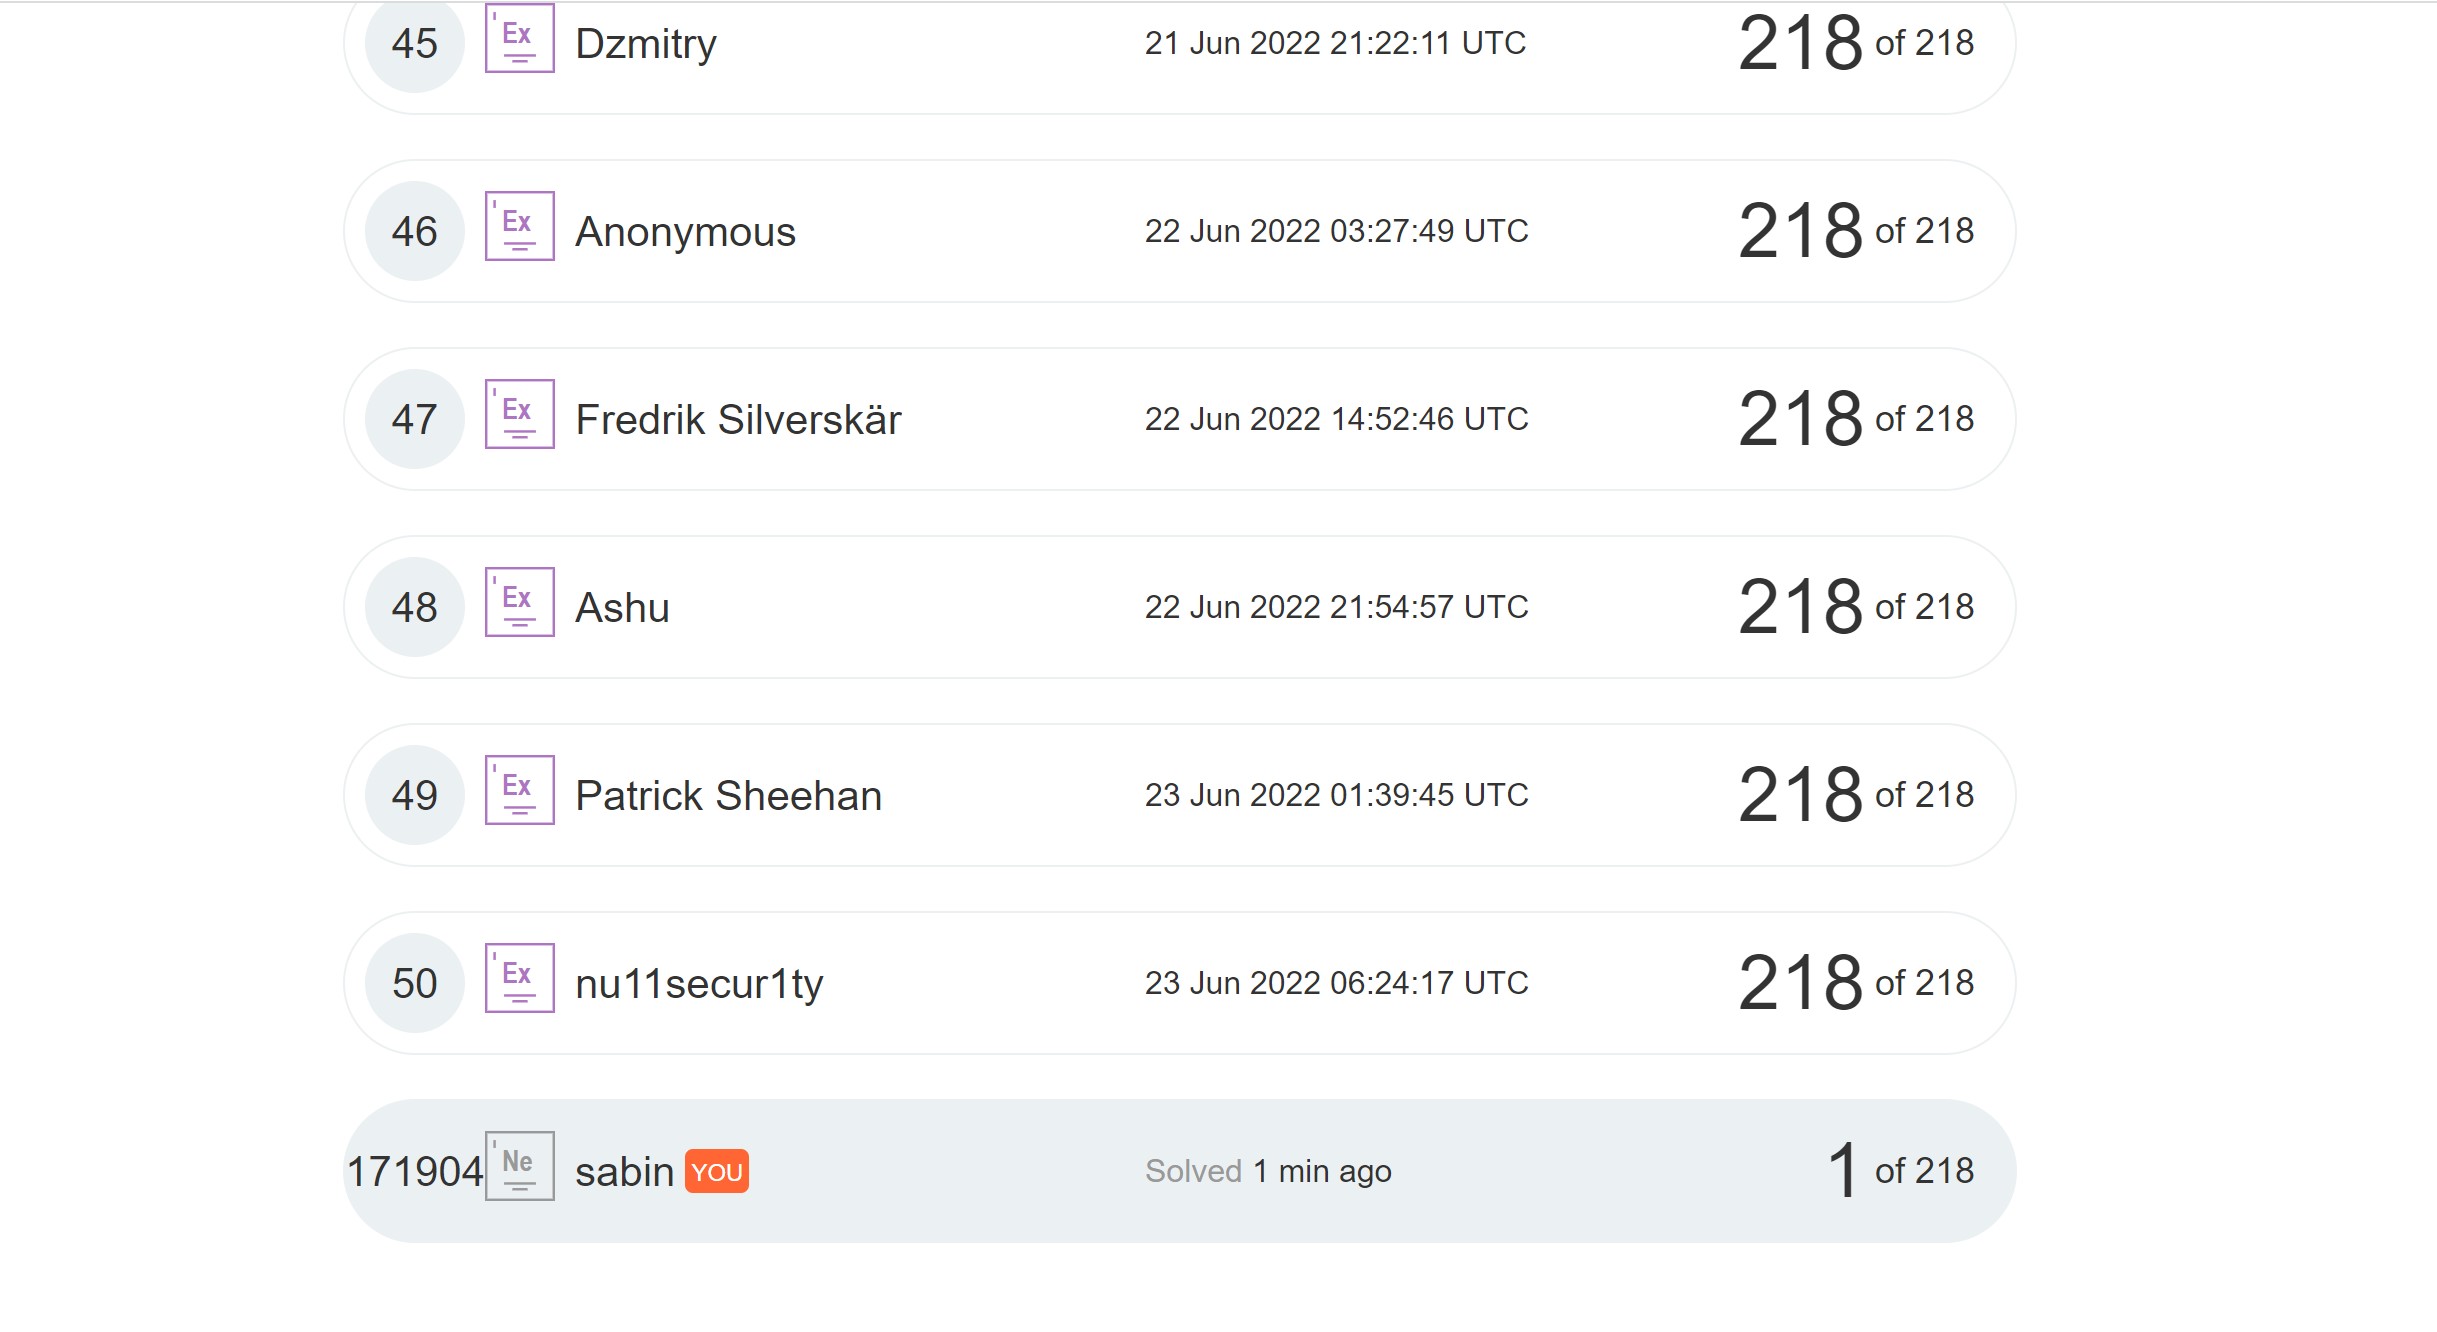 45 'Ex Dzmitry 21 Jun 2022 21:22:11 UTC 218 of 218
46 'Ex Anonymous 22 Jun 2022 03:27:49 UTC 218 of 218
47 'Ex Fredrik Silverskär 22 Jun 2022 14:52:46 UTC 218 of 218
48 'Ex Ashu 22 Jun 2022 21:54:57 UTC 218 of 218
49 'Ex Patrick Sheehan 23 Jun 2022 01:39:45 UTC 218 of 218
50 'Ex nu11secur1ty 23 Jun 2022 06:24:17 UTC 218 of 218
171904 'Ne sabin YOU Solved 1 min ago 1 of 218